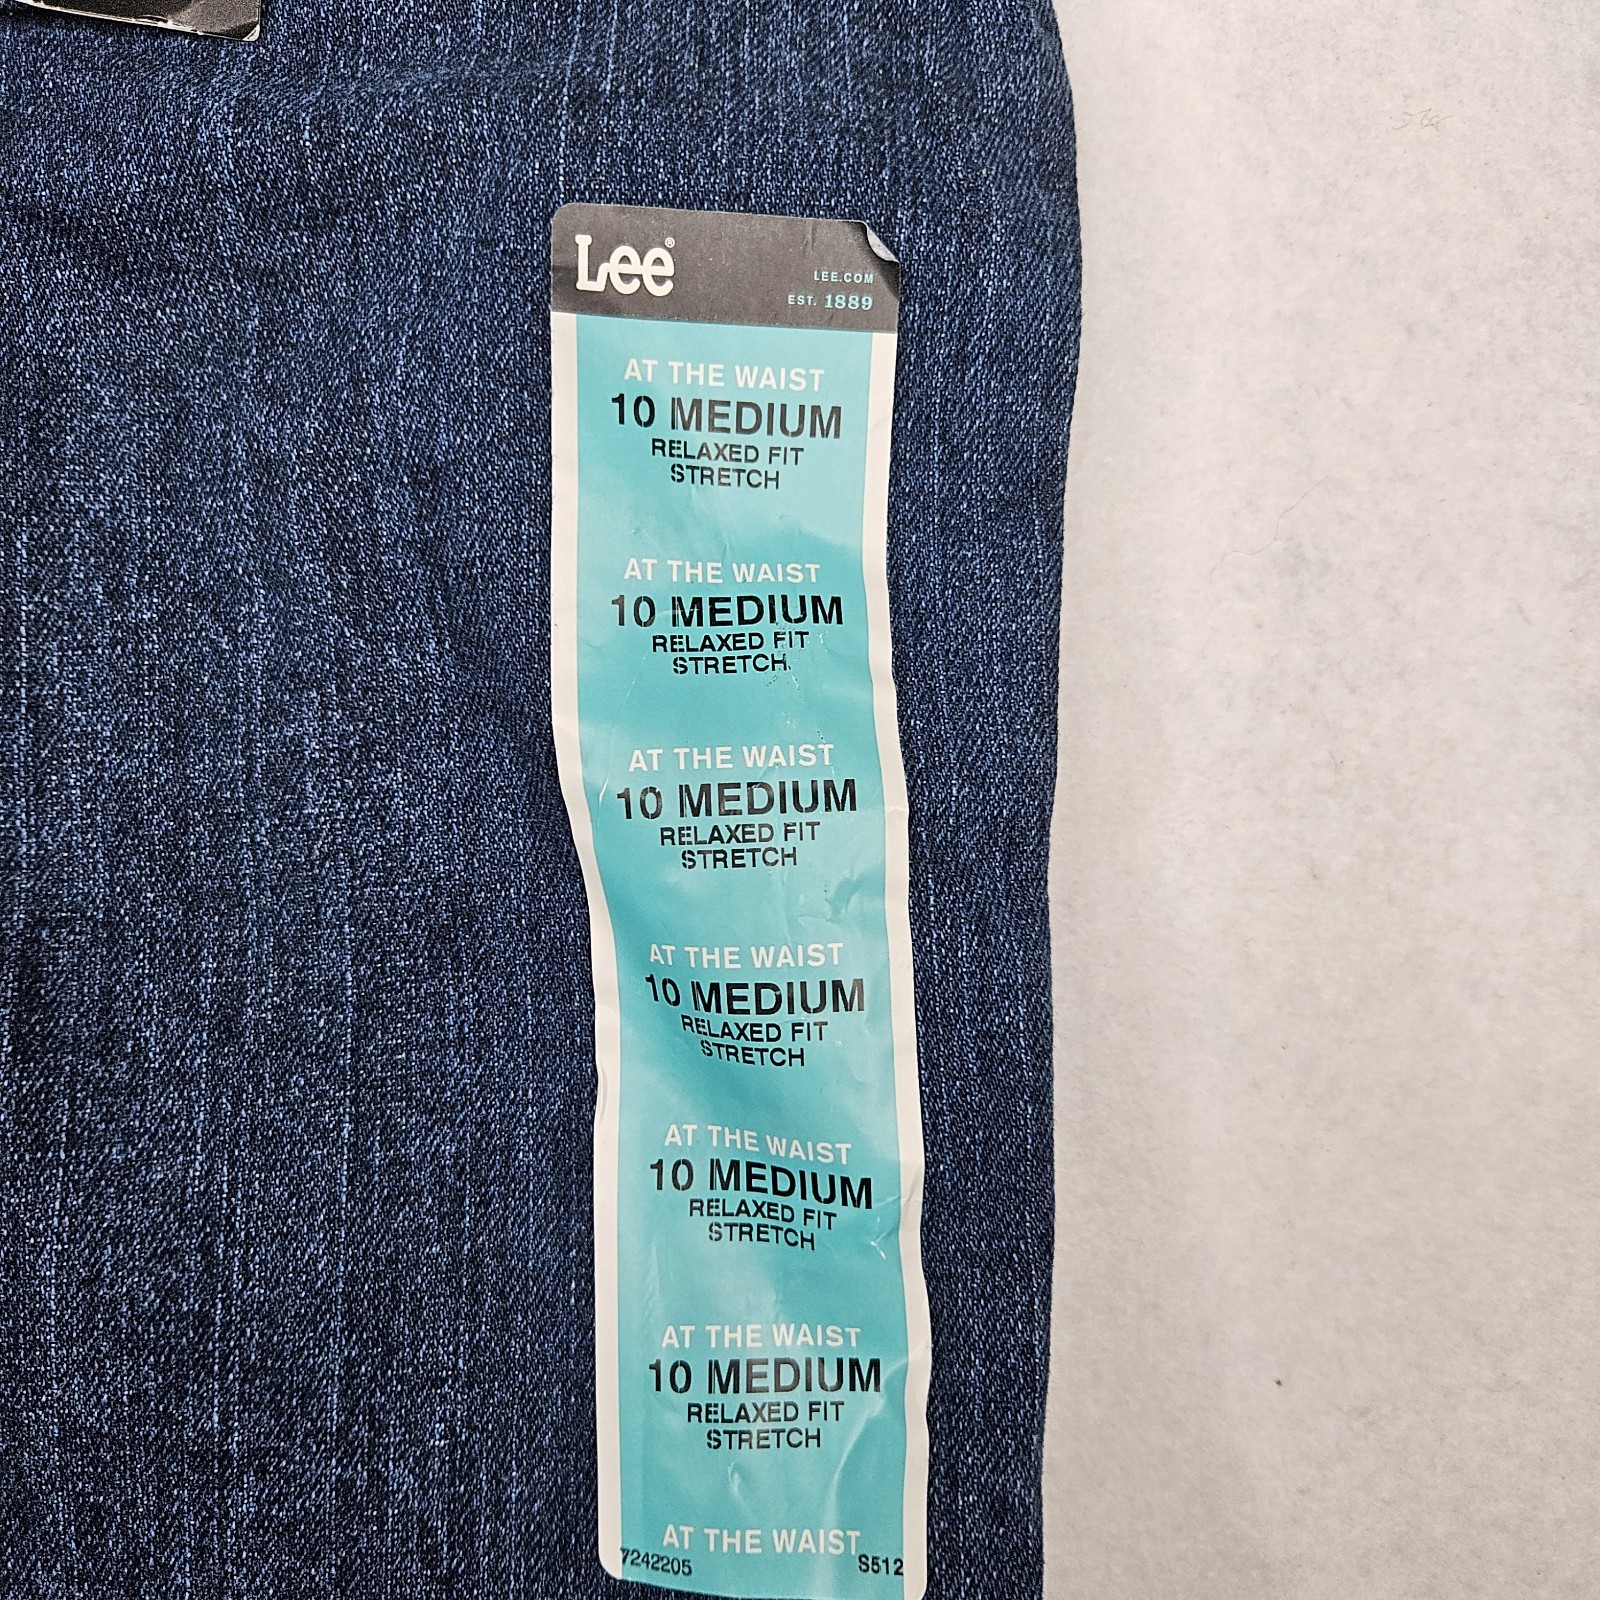 Lee®
LEE.COM
EST. 1889
AT THE WAIST
10 MEDIUM
RELAXED FIT
STRETCH
AT THE WAIST
10 MEDIUM
RELAXED FIT
STRETCH
AT THE WAIST
10 MEDIUM
RELAXED FIT
STRETCH
AT THE WAIST
10 MEDIUM
RELAXED FIT
STRETCH
AT THE WAIST
10 MEDIUM
RELAXED FIT
STRETCH
AT THE WAIST
10 MEDIUM
RELAXED FIT
STRETCH
AT THE WAIST
7242205 S512